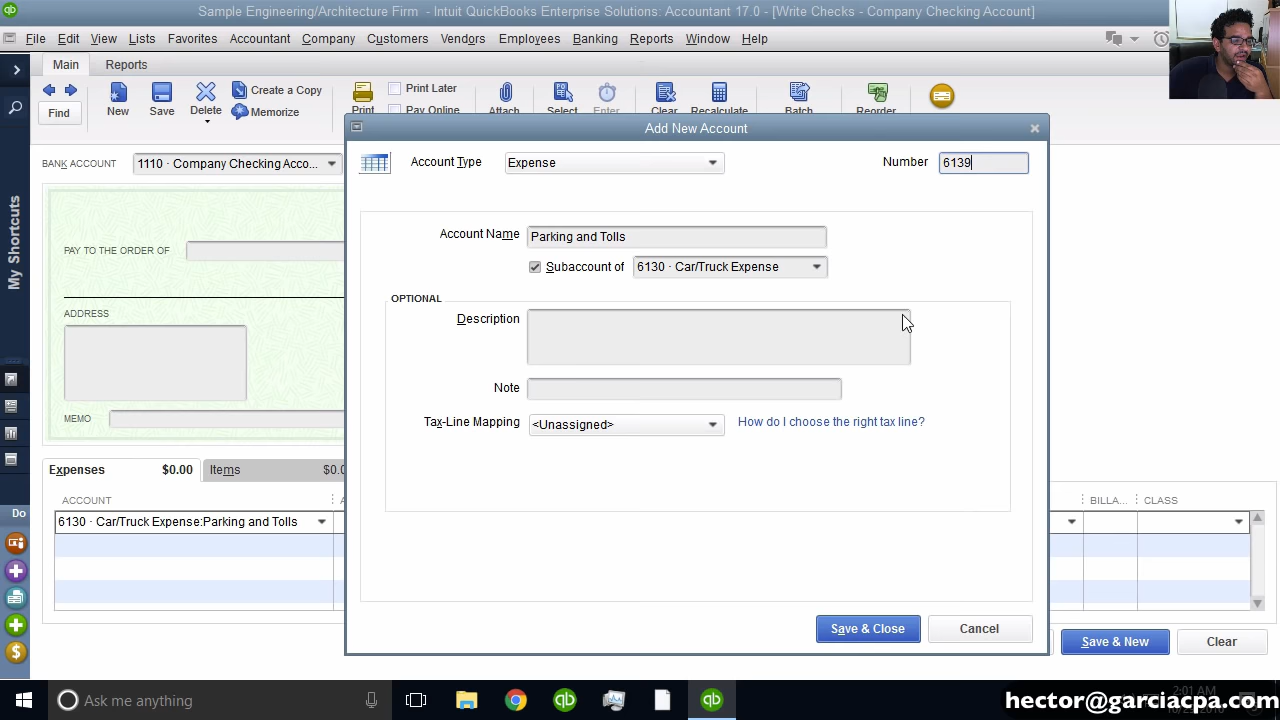 Sample Engineering/Architecture Firm - Intuit QuickBooks Enterprise Solutions: Accountant 17.0 - [Write Checks - Company Checking Account]
File Edit View Lists Favorites Accountant Company Customers Vendors Employees Banking Reports Window Help
Main Reports
Find
New
Save
Delete
Create a Copy
Memorize
Print
Print Later
Pay Online
Attach
Select
Enter
Clear
Recalculate
Batch
Reorder
My Shortcuts
Do
BANK ACCOUNT 1110 · Company Checking Acco...
PAY TO THE ORDER OF
ADDRESS
MEMO
Add New Account
Account Type Expense Number 6139
Account Name Parking and Tolls
Subaccount of 6130 · Car/Truck Expense
OPTIONAL
Description
Note
Tax-Line Mapping <Unassigned> How do I choose the right tax line?
Save & Close Cancel
Expenses $0.00 Items $0.0
ACCOUNT BILLA... CLASS
6130 · Car/Truck Expense:Parking and Tolls
Save & New Clear
Ask me anything
2:01 AM
hector@garciacpa.com